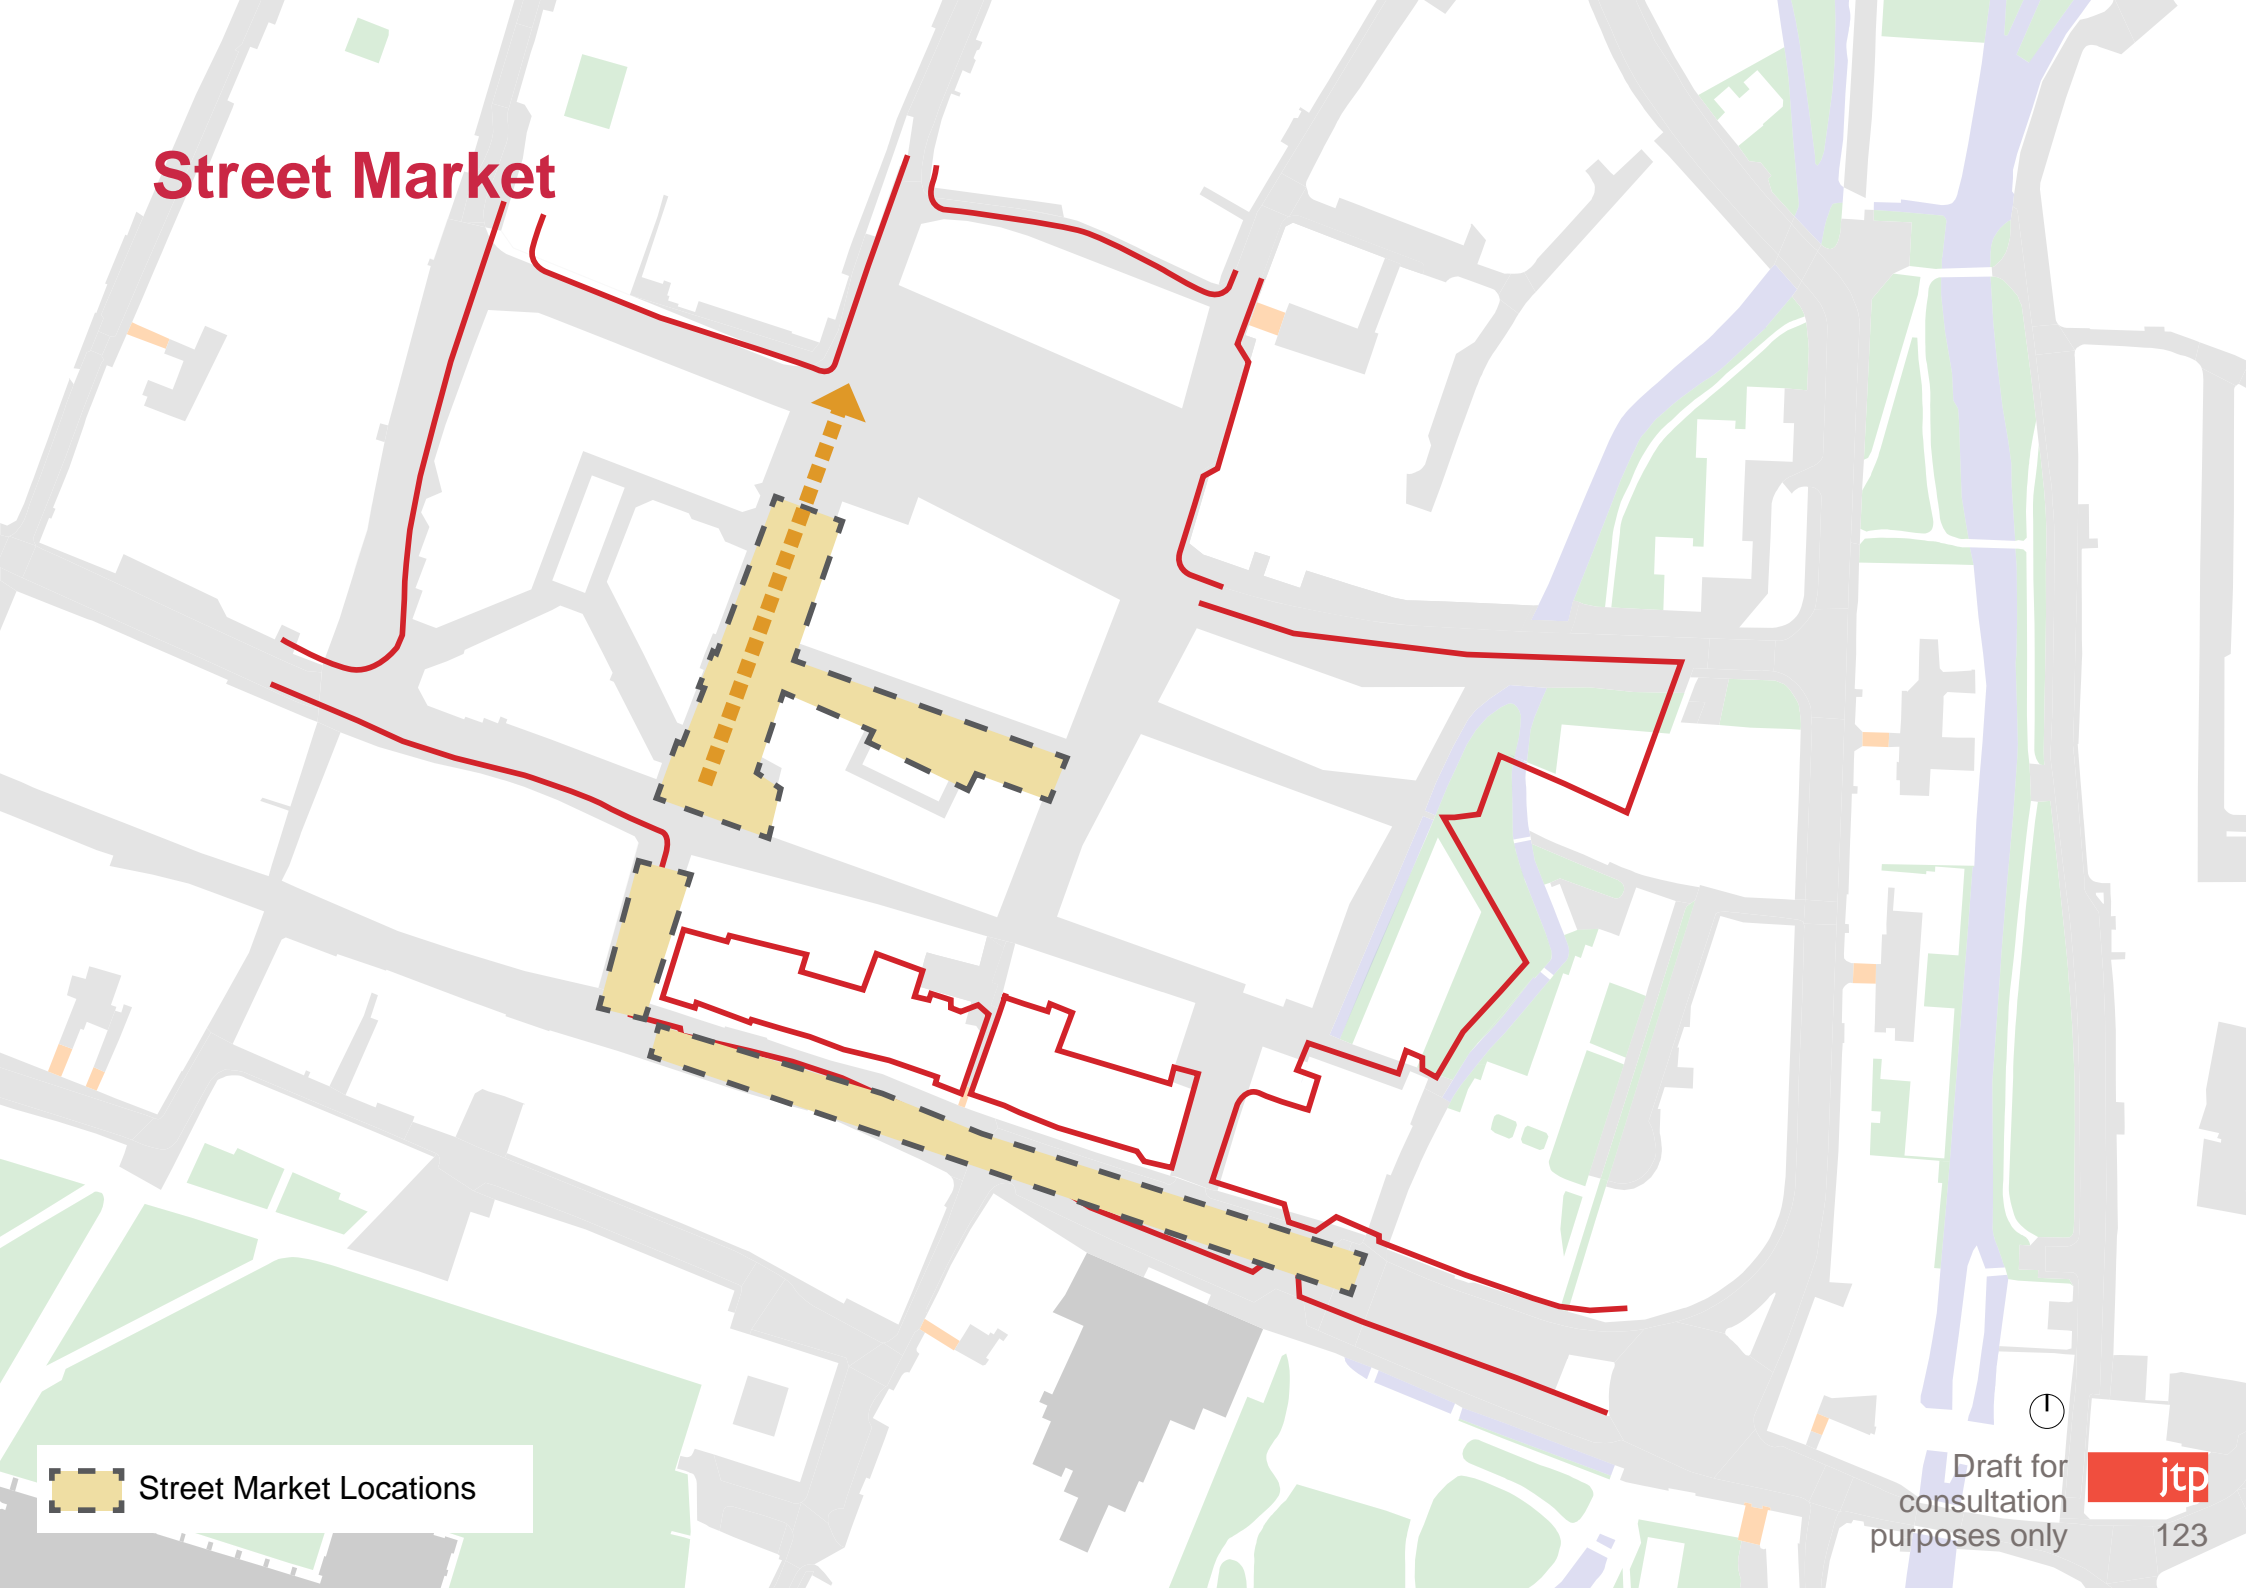 Street Market
Street Market Locations
Draft for
consultation
purposes only
jtp
123